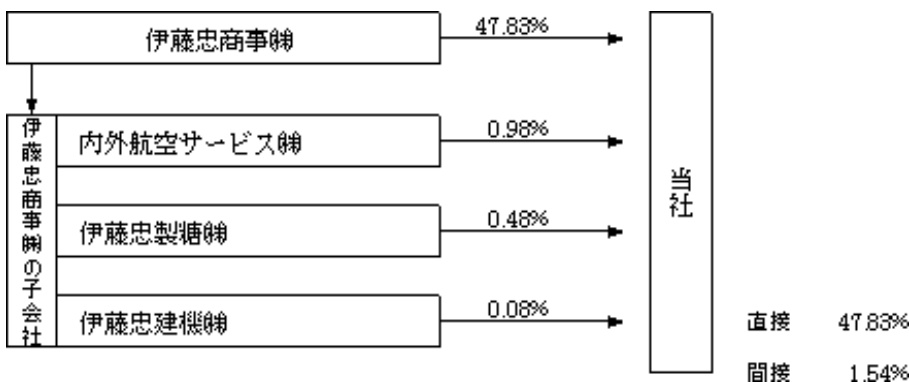 伊藤忠商事㈱ 47.83%
伊藤忠商事㈱の子会社
内外航空サービス㈱ 0.98%
伊藤忠製糖㈱ 0.48%
伊藤忠建機㈱ 0.08%
当社
直接 47.83%
間接 1.54%